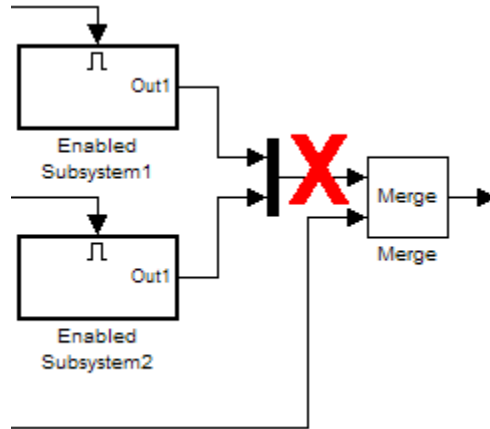 Out1
Enabled
Subsystem1
Merge
Merge
Out1
Enabled
Subsystem2